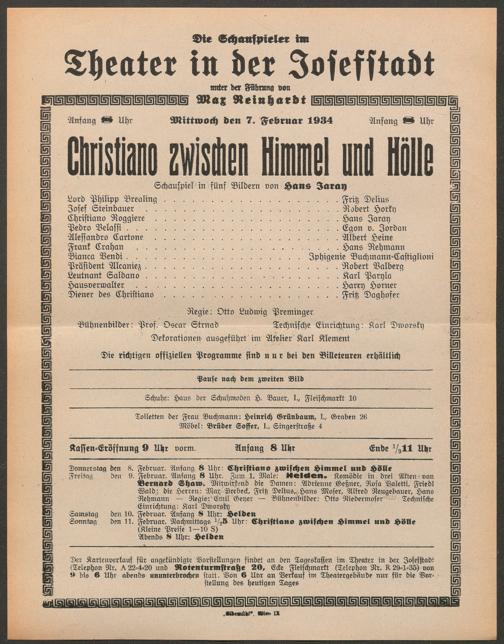 Die Schauspieler im
Theater in der Josefstadt
unter der Führung von
Max Reinhardt
Anfang 8 Uhr Mittwoch den 7. Februar 1934 Anfang 8 Uhr
Christiano zwischen Himmel und Hölle
Schauspiel in fünf Bildern von Hans Jaray
Lord Philipp Brealing . . . . . Fritz Delius
Josef Steinbauer . . . . . Robert Horky
Christiano Roggiere . . . . . Hans Jaray
Pedro Velassi . . . . . Egon v. Jordan
Alessandro Cartone . . . . . Albert Heine
Frank Crahan . . . . . Hans Rehmann
Bianca Bendi . . . . . Iphigenie Buchmann-Castiglioni
Präsident Alcaniez . . . . . Robert Valberg
Leutnant Saldano . . . . . Karl Paryla
Hausverwalter . . . . . Harry Horner
Diener des Christiano . . . . . Fritz Daghofer
Regie: Otto Ludwig Preminger
Bühnenbilder: Prof. Oscar Strnad Technische Einrichtung: Karl Dworsky
Dekorationen ausgeführt im Atelier Karl Klement
Die richtigen offiziellen Programme sind nur bei den Billeteuren erhältlich
Pause nach dem zweiten Bild
Schuhe: Haus der Schuhmoden H. Bauer, I., Fleischmarkt 10
Toiletten der Frau Buchmann: Heinrich Grünbaum, I., Graben 26
Möbel: Brüder Soffer, I., Singerstraße 4
Kassen-Eröffnung 9 Uhr vorm. Anfang 8 Uhr Ende ½11 Uhr
Donnerstag den 8. Februar. Anfang 8 Uhr: Christiano zwischen Himmel und Hölle
Freitag den 9. Februar. Anfang 8 Uhr. Zum 1. Male: Helden. Komödie in drei Akten von
Bernard Shaw. Mitwirkend die Damen: Adrienne Geßner, Rosa Valetti, Friedl
Wald; die Herren: Max Brebeck, Fritz Delius, Hans Moser, Alfred Neugebauer, Hans
Rehmann — Regie: Emil Geyer — Bühnenbilder: Otto Niedermoser — Technische
Einrichtung: Karl Dworsky
Samstag den 10. Februar. Anfang 8 Uhr: Helden
Sonntag den 11. Februar. Nachmittags ½5 Uhr: Christiano zwischen Himmel und Hölle
(Kleine Preise 1—10 S)
Abends 8 Uhr: Helden
Der Kartenverkauf für angekündigte Vorstellungen findet an den Tageskassen im Theater in der Josefstadt
(Telephon Nr. A 22-4-20 und Rotenturmstraße 20, Ecke Fleischmarkt (Telephon Nr. R 29-1-35) von
9 bis 6 Uhr abends ununterbrochen statt. Von 6 Uhr an Verkauf im Theatergebäude nur für die Vor-
stellung des heutigen Tages